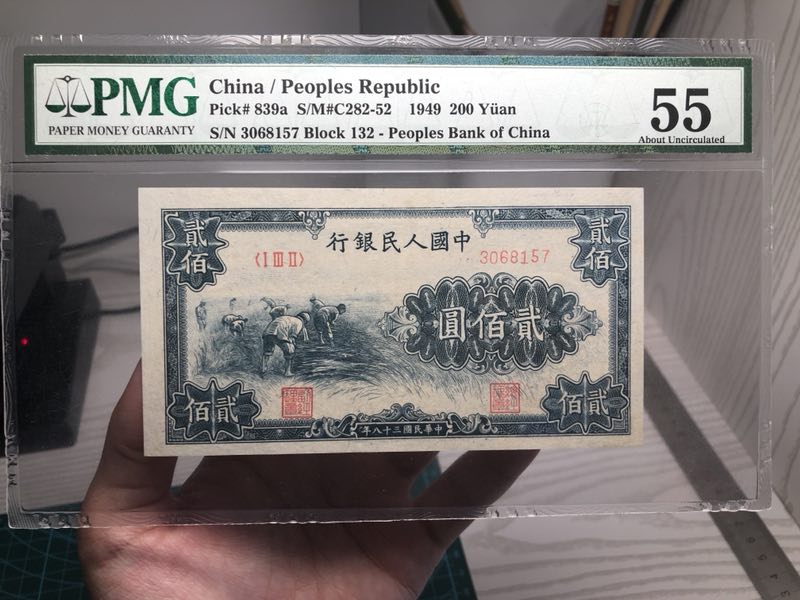 PMG
PAPER MONEY GUARANTY
China / Peoples Republic
Pick# 839a S/M#C282-52 1949 200 Yüan
S/N 3068157 Block 132 - Peoples Bank of China
55
About Uncirculated
貳佰
中國人民銀行
貳佰
〈I III II〉
3068157
貳佰圓
貳佰
貳佰
中華民國三十八年